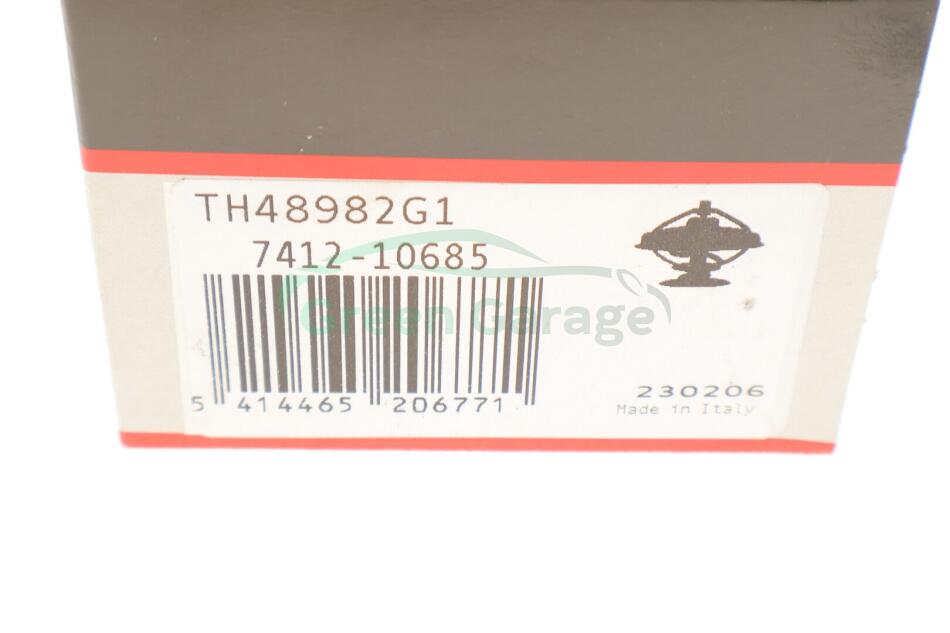 TH48982G1
7412-10685
Green Garage
5 414465 206771
230206
Made in Italy